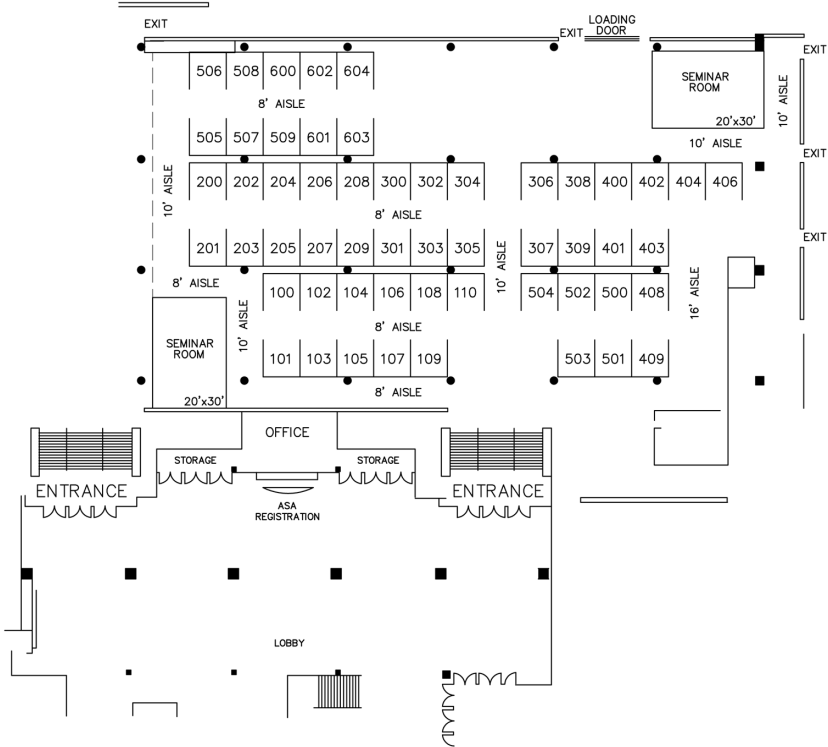 EXIT
LOADING
EXIT DOOR
EXIT
506 508 600 602 604
SEMINAR
ROOM
20'x30'
10' AISLE
8' AISLE
505 507 509 601 603
10' AISLE
EXIT
10' AISLE
200 202 204 206 208 300 302 304 306 308 400 402 404 406
8' AISLE
EXIT
201 203 205 207 209 301 303 305 307 309 401 403
10' AISLE
8' AISLE
16' AISLE
100 102 104 106 108 110 504 502 500 408
10' AISLE
8' AISLE
SEMINAR
ROOM
20'x30'
101 103 105 107 109 503 501 409
8' AISLE
OFFICE
STORAGE STORAGE
ENTRANCE ENTRANCE
ASA
REGISTRATION
LOBBY